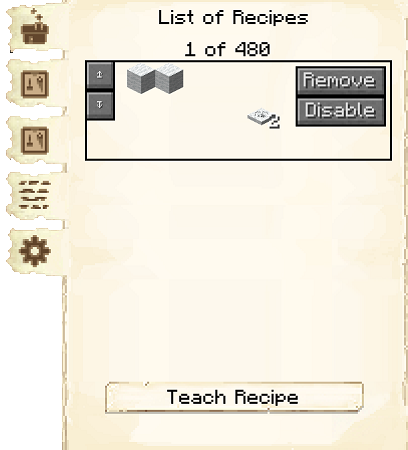 List of Recipes
1 of 480
Remove
2
Disable
Teach Recipe